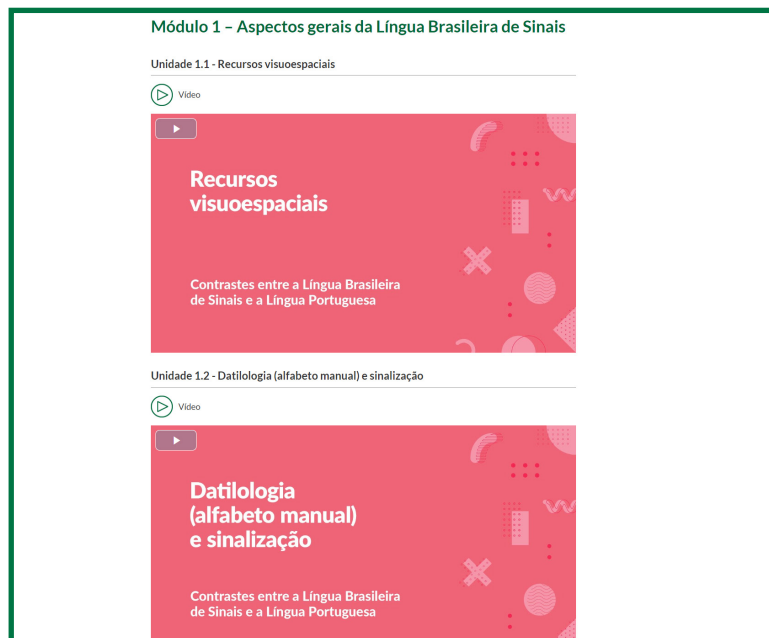 Módulo 1 – Aspectos gerais da Língua Brasileira de Sinais
Unidade 1.1 - Recursos visuoespaciais
Vídeo
Recursos
visuoespaciais
Contrastes entre a Língua Brasileira
de Sinais e a Língua Portuguesa
Unidade 1.2 - Datilologia (alfabeto manual) e sinalização
Vídeo
Datilologia
(alfabeto manual)
e sinalização
Contrastes entre a Língua Brasileira
de Sinais e a Língua Portuguesa